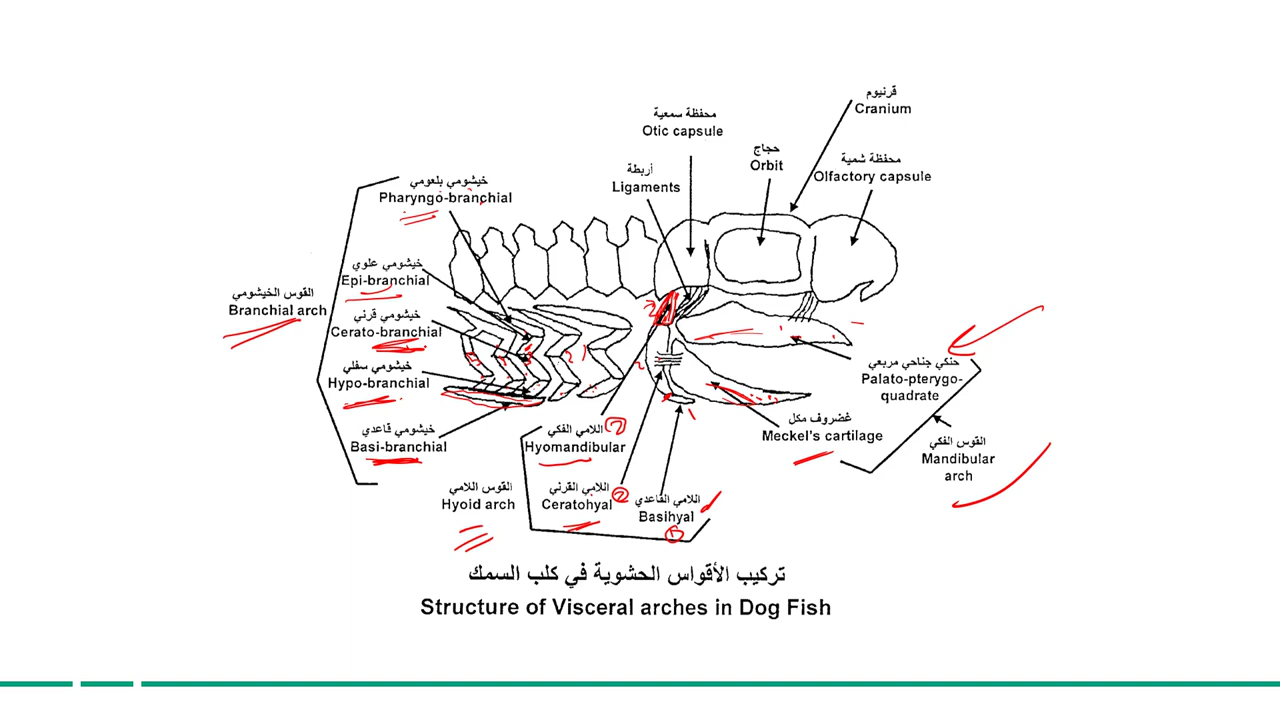 قرنيوم
Cranium
محفظة سمعية
Otic capsule
حجاج
Orbit
محفظة شمية
Olfactory capsule
أربطة
Ligaments
خيشومي بلعومي
Pharyngo-branchial
خيشومي علوي
Epi-branchial
القوس الخيشومي
Branchial arch
خيشومي قرني
Cerato-branchial
خيشومي سفلي
Hypo-branchial
خيشومي قاعدي
Basi-branchial
حنكي جناحي مربعي
Palato-pterygo-
quadrate
غضروف مكل
Meckel's cartilage
القوس الفكي
Mandibular
arch
اللامي الفكي
Hyomandibular
القوس اللامي
Hyoid arch
اللامي القرني
Ceratohyal
اللامي القاعدي
Basihyal
تركيب الأقواس الحشوية في كلب السمك
Structure of Visceral arches in Dog Fish